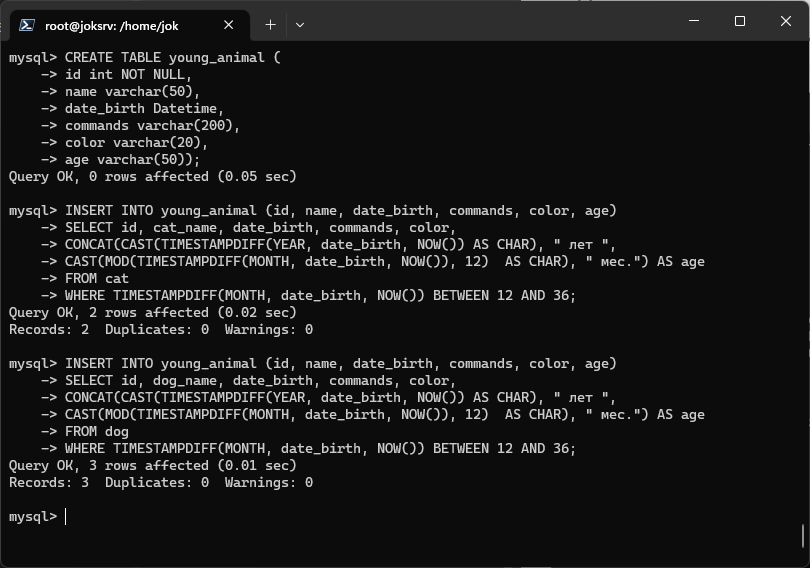 root@joksrv: /home/jok
mysql> CREATE TABLE young_animal (
    -> id int NOT NULL,
    -> name varchar(50),
    -> date_birth Datetime,
    -> commands varchar(200),
    -> color varchar(20),
    -> age varchar(50));
Query OK, 0 rows affected (0.05 sec)
mysql> INSERT INTO young_animal (id, name, date_birth, commands, color, age)
    -> SELECT id, cat_name, date_birth, commands, color,
    -> CONCAT(CAST(TIMESTAMPDIFF(YEAR, date_birth, NOW()) AS CHAR), " лет ",
    -> CAST(MOD(TIMESTAMPDIFF(MONTH, date_birth, NOW()), 12)  AS CHAR), " мес.") AS age
    -> FROM cat
    -> WHERE TIMESTAMPDIFF(MONTH, date_birth, NOW()) BETWEEN 12 AND 36;
Query OK, 2 rows affected (0.02 sec)
Records: 2  Duplicates: 0  Warnings: 0
mysql> INSERT INTO young_animal (id, name, date_birth, commands, color, age)
    -> SELECT id, dog_name, date_birth, commands, color,
    -> CONCAT(CAST(TIMESTAMPDIFF(YEAR, date_birth, NOW()) AS CHAR), " лет ",
    -> CAST(MOD(TIMESTAMPDIFF(MONTH, date_birth, NOW()), 12)  AS CHAR), " мес.") AS age
    -> FROM dog
    -> WHERE TIMESTAMPDIFF(MONTH, date_birth, NOW()) BETWEEN 12 AND 36;
Query OK, 3 rows affected (0.01 sec)
Records: 3  Duplicates: 0  Warnings: 0
mysql>